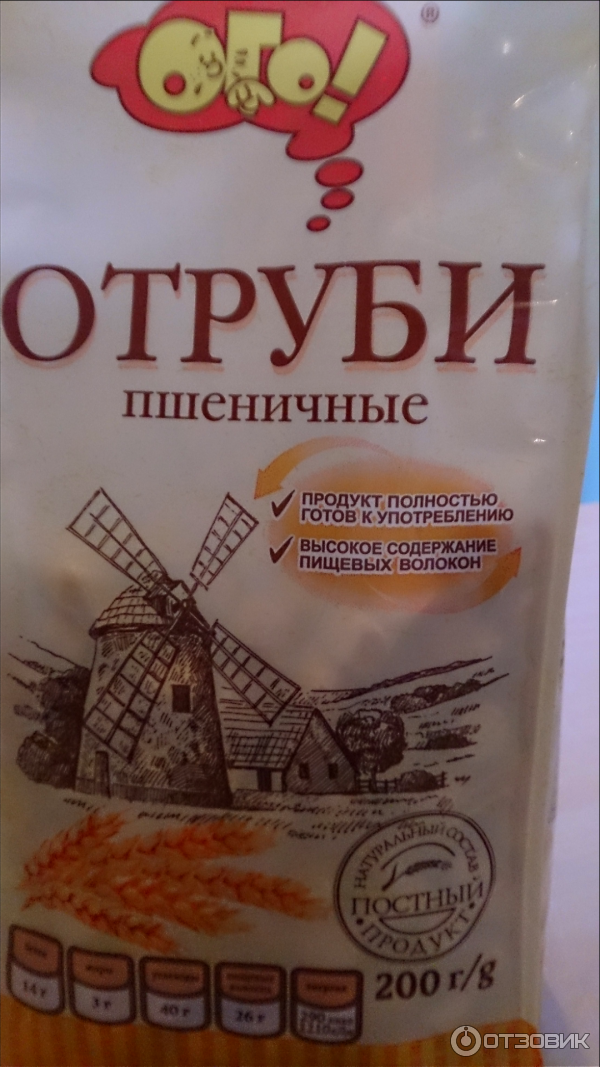 ОГО!
®
ОТРУБИ
пшеничные
ПРОДУКТ ПОЛНОСТЬЮ
ГОТОВ К УПОТРЕБЛЕНИЮ
ВЫСОКОЕ СОДЕРЖАНИЕ
ПИЩЕВЫХ ВОЛОКОН
НАТУРАЛЬНЫЙ СОСТАВ
ПОСТНЫЙ
ПРОДУКТ
200 г/g
14 г
3 г
40 г
26 г
ОТЗОВИК